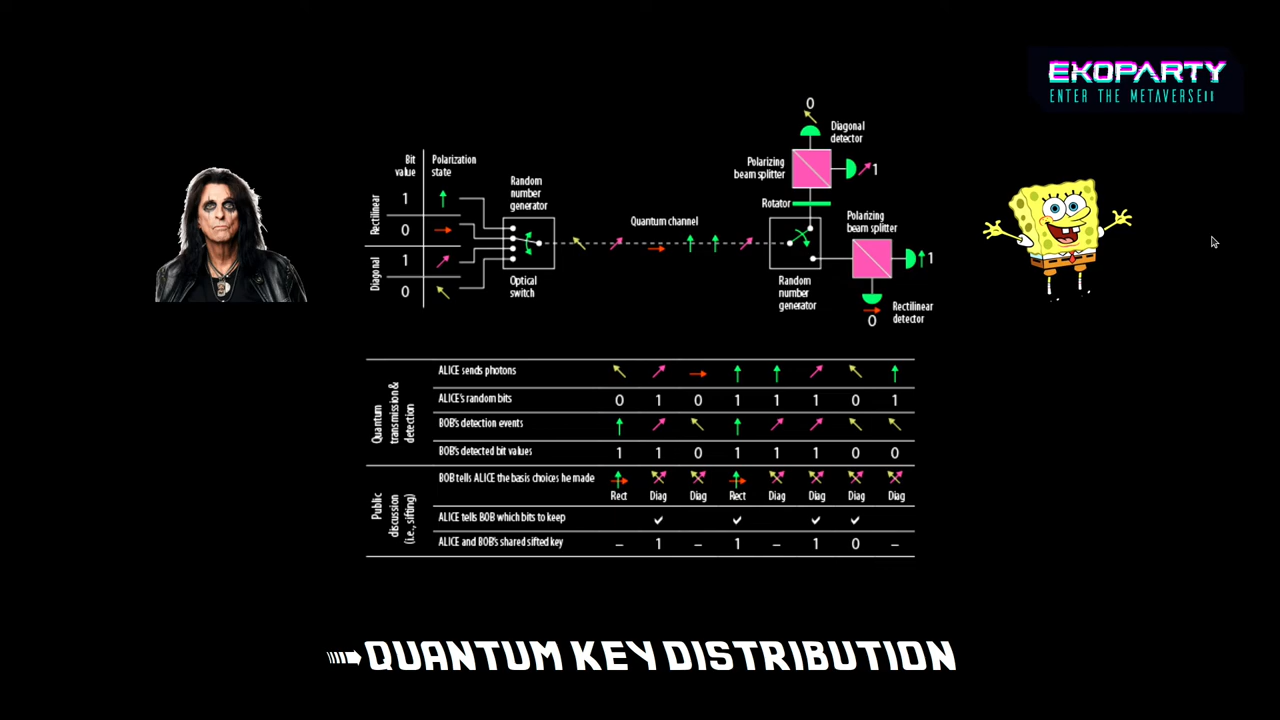 EKOPARTY
ENTER THE METAVERSE
0
Diagonal
detector
Bit
value
Polarization
state
Polarizing
beam splitter
1
Random
number
generator
Rectilinear
1
0
Rotator
Quantum channel
Polarizing
beam splitter
Diagonal
1
0
1
Optical
switch
Random
number
generator
Rectilinear
detector
0
Quantum
transmission &
detection
ALICE sends photons
ALICE's random bits 0 1 0 1 1 1 0 1
BOB's detection events
BOB's detected bit values 1 1 0 1 1 1 0 0
Public
discussion
(i.e., sifting)
BOB tells ALICE the basis choices he made
Rect Diag Diag Rect Diag Diag Diag Diag
ALICE tells BOB which bits to keep ✓ ✓ ✓ ✓
ALICE and BOB's shared sifted key – 1 – 1 – 1 0 –
QUANTUM KEY DISTRIBUTION